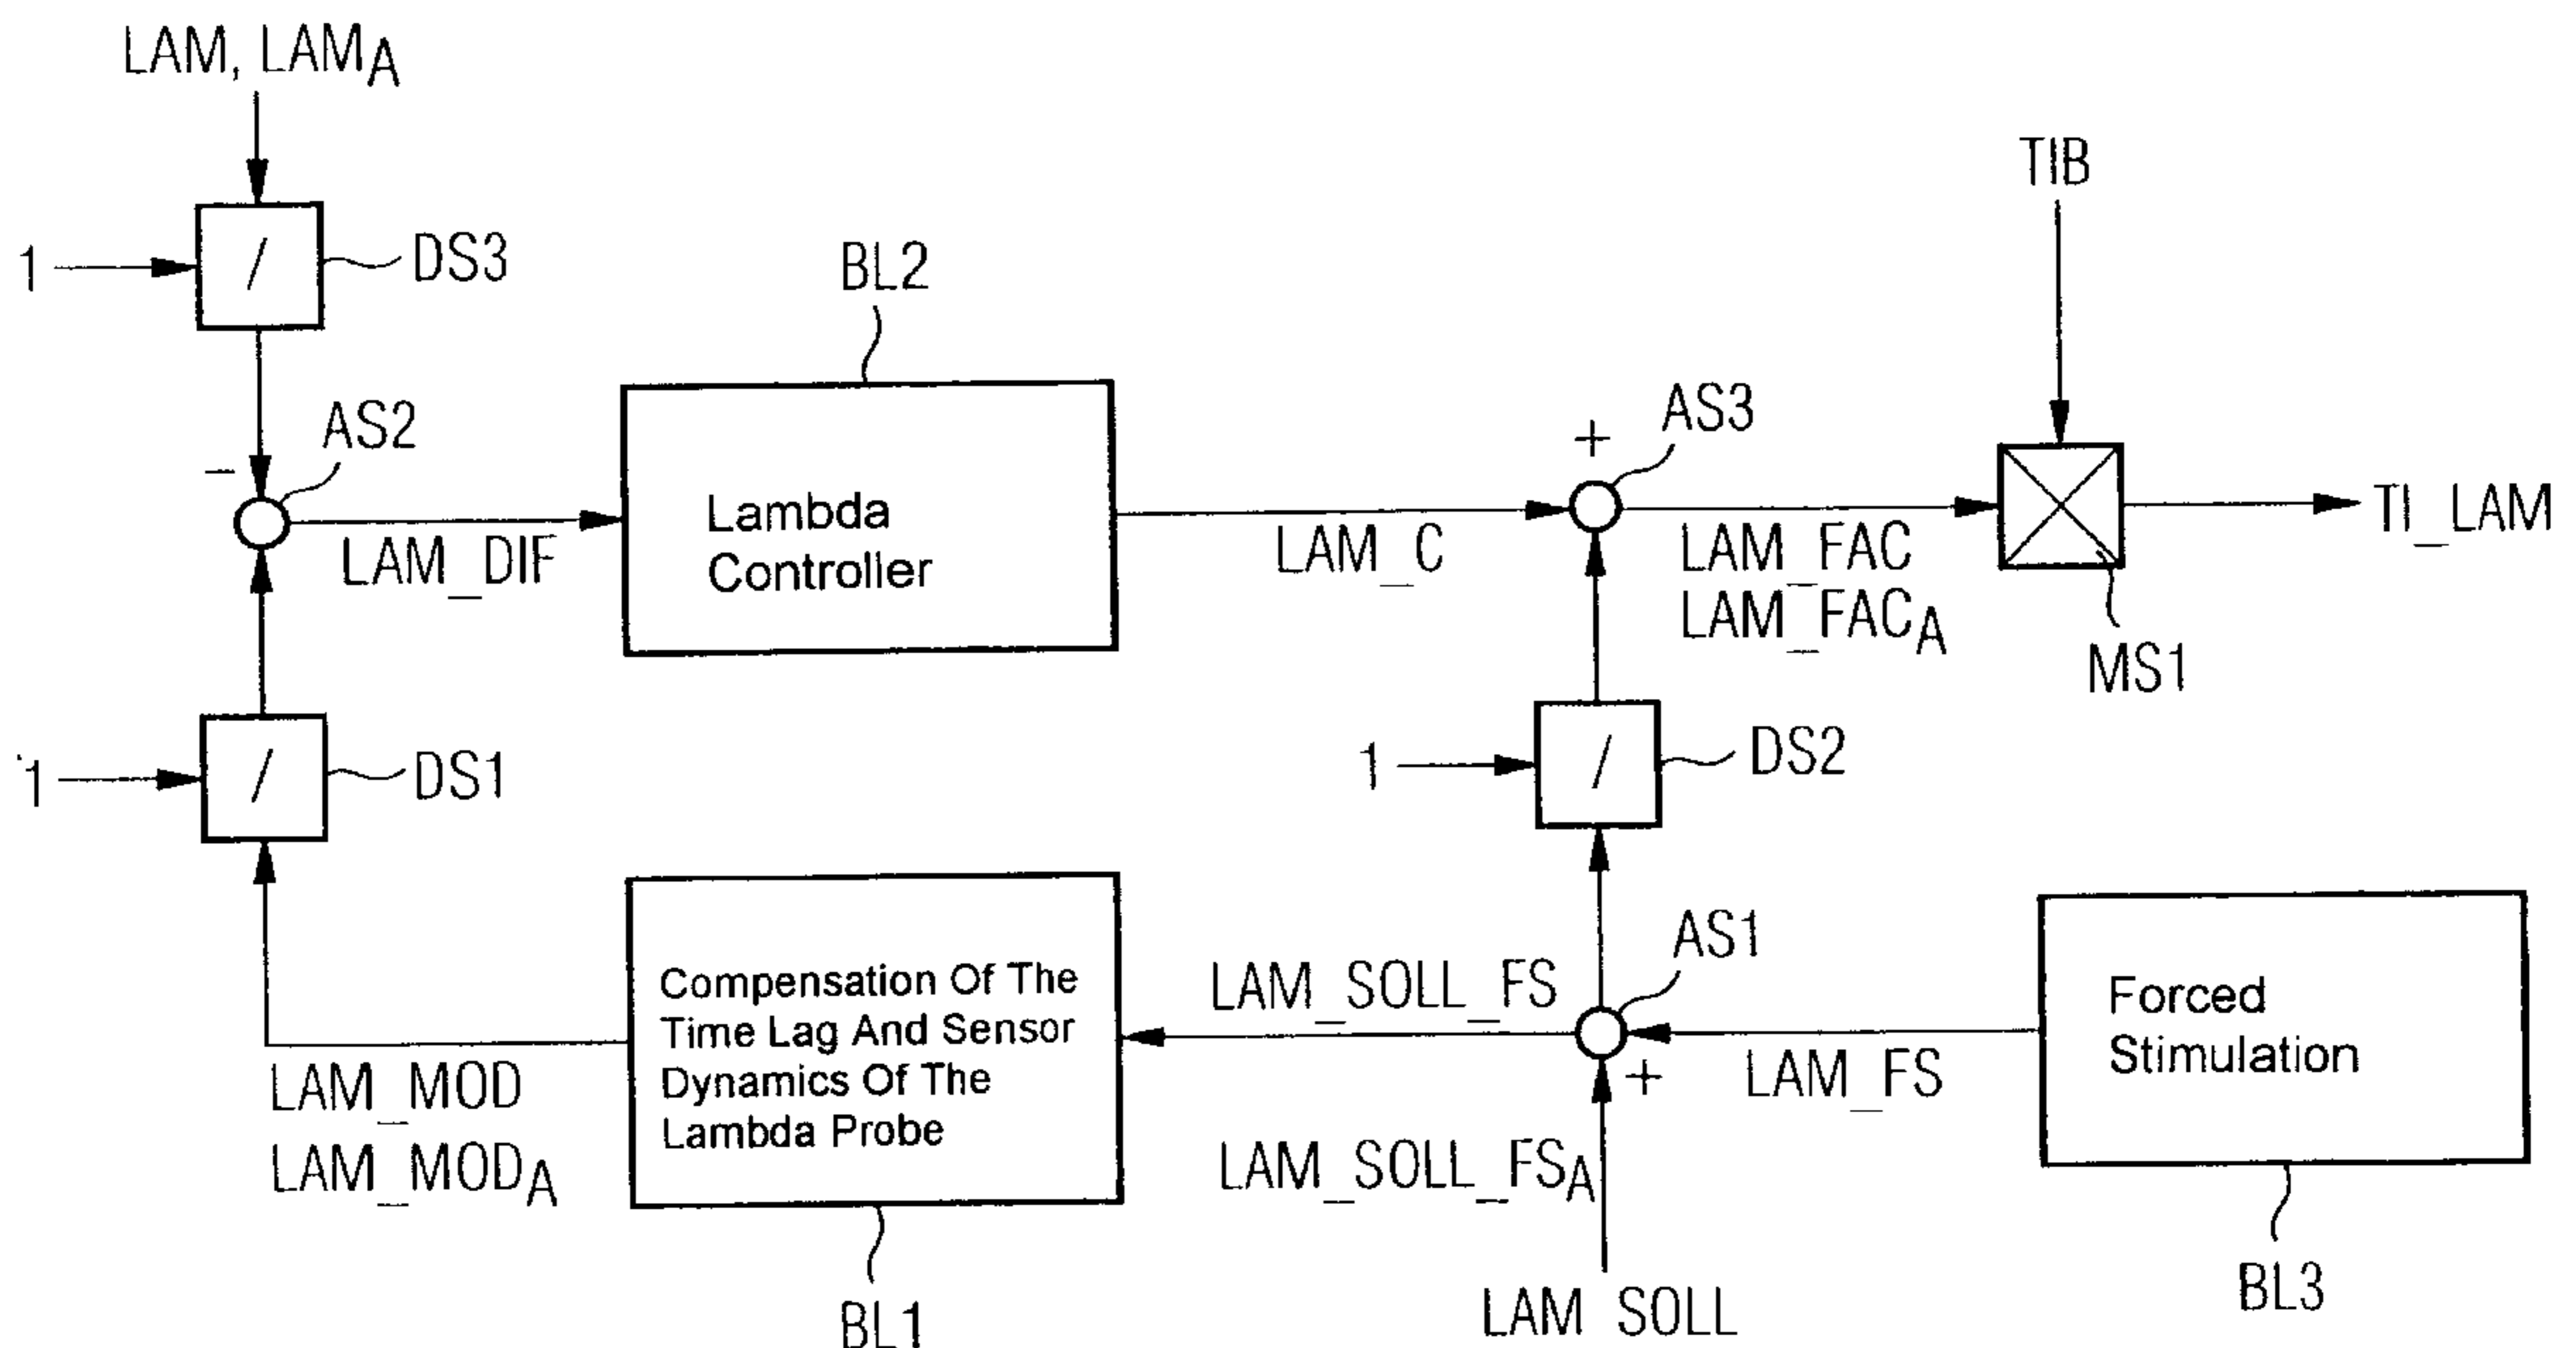 LAM, LAMA
TIB
1
/
DS3
BL2
AS2
−
+
AS3
Lambda
Controller
LAM_DIF
LAM_C
LAM_FAC
LAM_FACA
TI_LAM
MS1
1
/
DS1
1
/
DS2
Compensation Of The
Time Lag And Sensor
Dynamics Of The
Lambda Probe
LAM_MOD
LAM_MODA
LAM_SOLL_FS
LAM_SOLL_FSA
AS1
+
LAM_FS
Forced
Stimulation
BL1
LAM SOLL
BL3